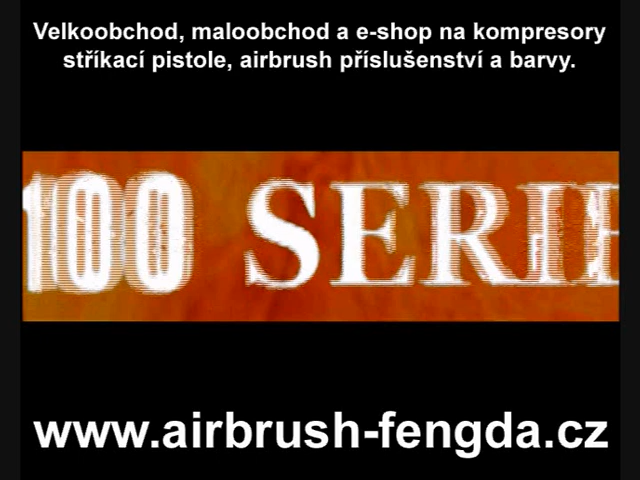 Velkoobchod, maloobchod a e-shop na kompresory
stříkací pistole, airbrush příslušenství a barvy.
100 SERIE
www.airbrush-fengda.cz